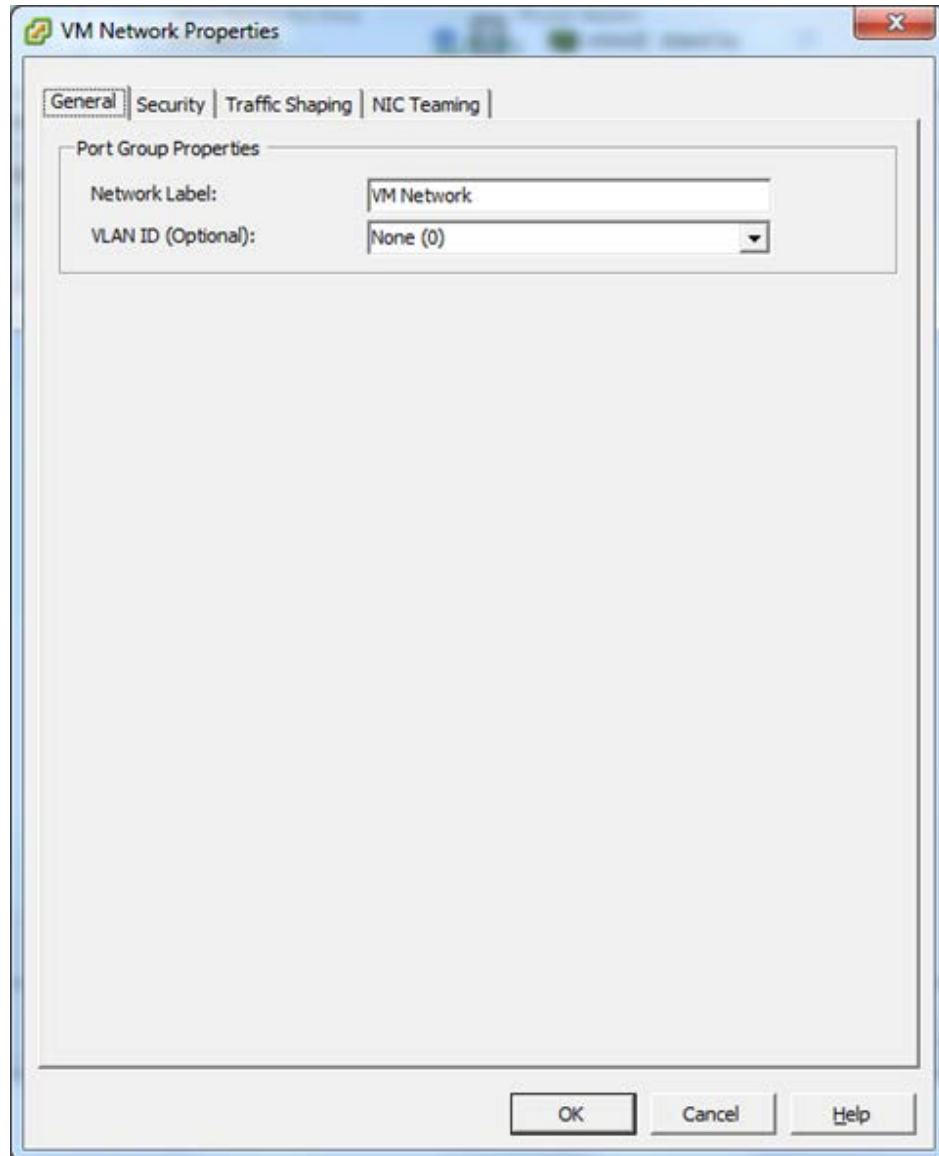 VM Network Properties
General Security Traffic Shaping NIC Teaming
Port Group Properties
Network Label: VM Network
VLAN ID (Optional): None (0)
OK Cancel Help